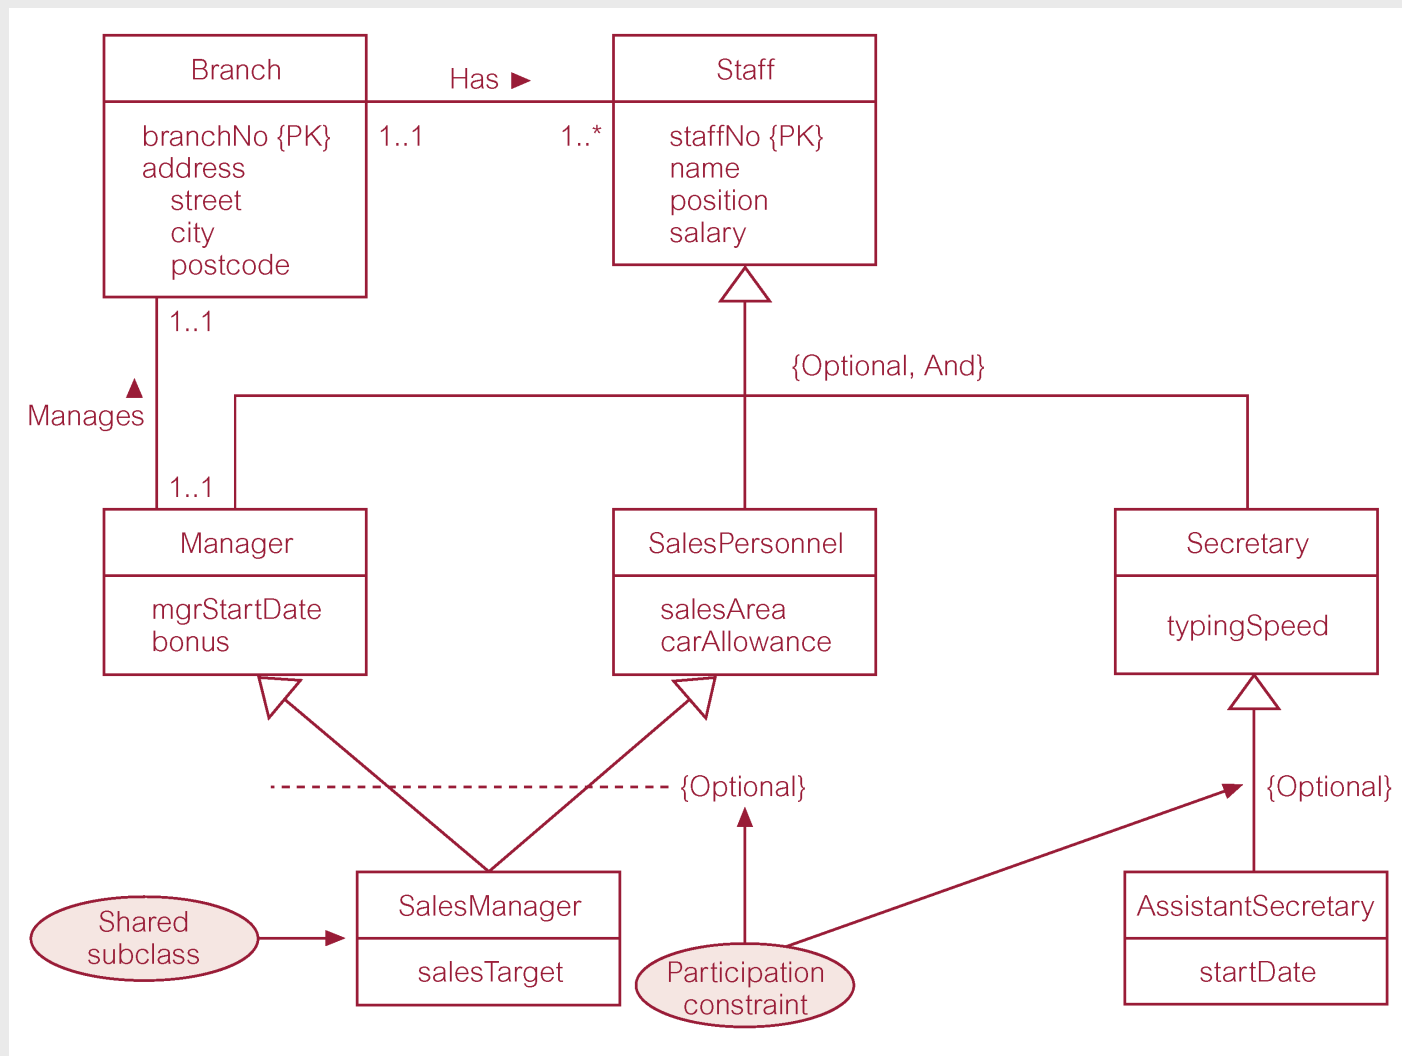 Branch
branchNo {PK}
address
street
city
postcode
Has ►
1..1
1..*
Staff
staffNo {PK}
name
position
salary
1..1
▲
Manages
1..1
{Optional, And}
Manager
mgrStartDate
bonus
SalesPersonnel
salesArea
carAllowance
Secretary
typingSpeed
{Optional}
{Optional}
Shared
subclass
SalesManager
salesTarget
Participation
constraint
AssistantSecretary
startDate